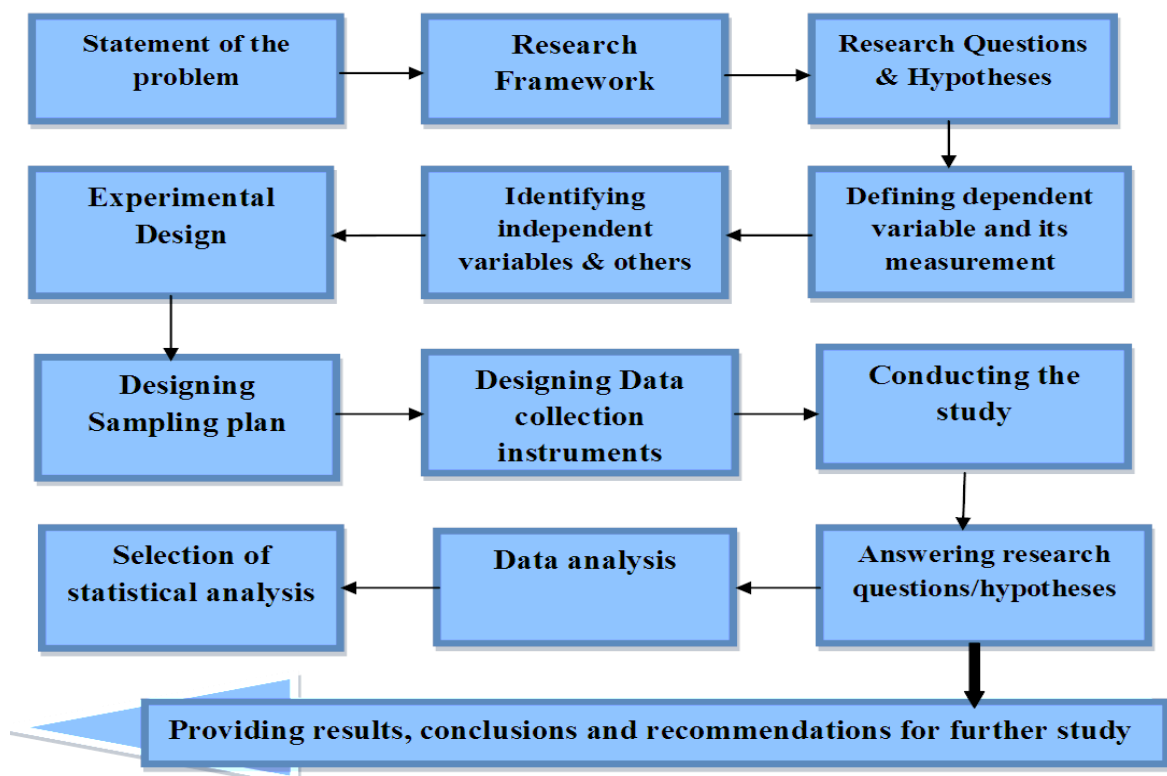 Statement of the
problem
Research
Framework
Research Questions
& Hypotheses
Experimental
Design
Identifying
independent
variables & others
Defining dependent
variable and its
measurement
Designing
Sampling plan
Designing Data
collection
instruments
Conducting the
study
Selection of
statistical analysis
Data analysis
Answering research
questions/hypotheses
Providing results, conclusions and recommendations for further study